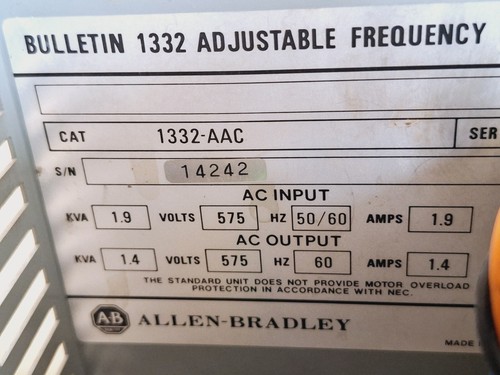 BULLETIN 1332 ADJUSTABLE FREQUENCY
CAT 1332-AAC SER
S/N 14242
AC INPUT
KVA 1.9 VOLTS 575 HZ 50/60 AMPS 1.9
AC OUTPUT
KVA 1.4 VOLTS 575 HZ 60 AMPS 1.4
THE STANDARD UNIT DOES NOT PROVIDE MOTOR OVERLOAD
PROTECTION IN ACCORDANCE WITH NEC.
AB ALLEN-BRADLEY
MADE